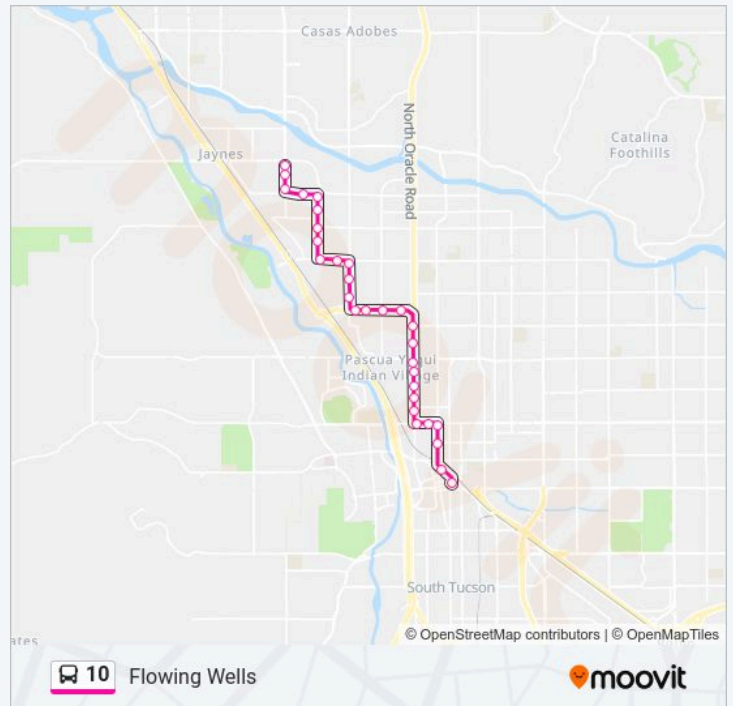 Casas Adobes
North Oracle Road
Catalina
Foothills
Jaynes
Pascua Yaqui
Indian Village
South Tucson
ates
© OpenStreetMap contributors | © OpenMapTiles
10 Flowing Wells
moovit